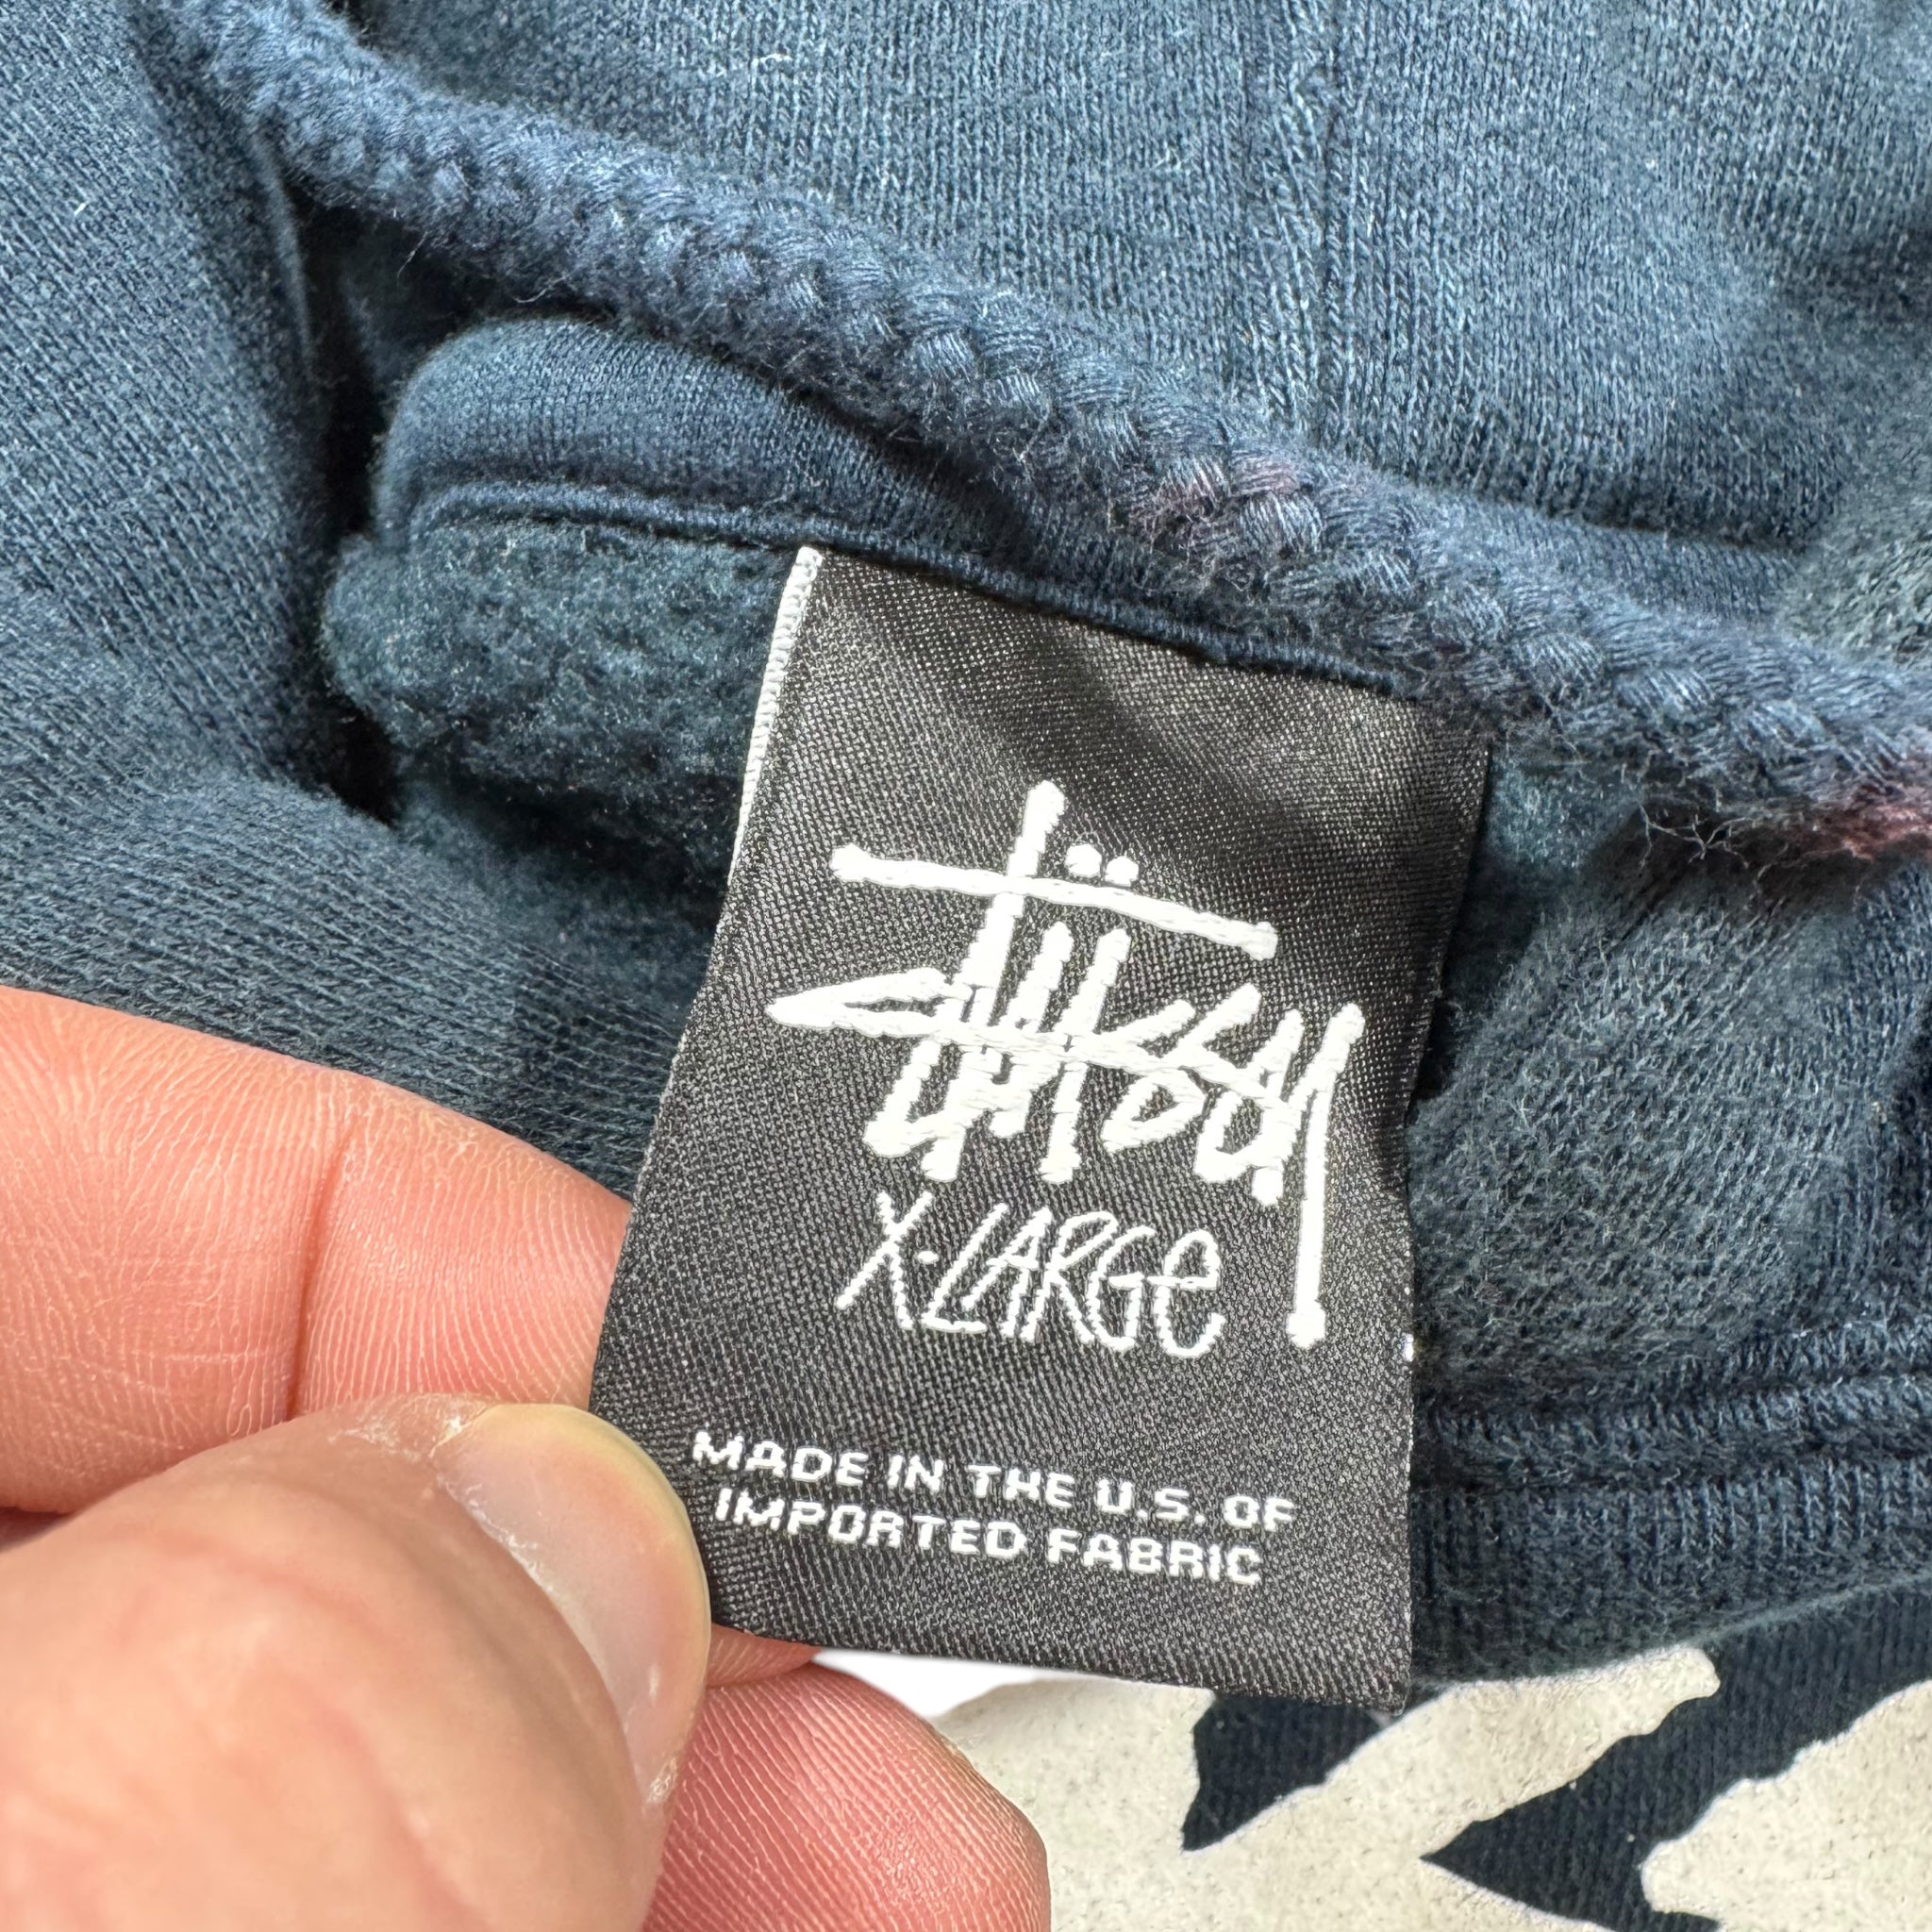 Stüssy
X-LARGe
MADE IN THE U.S. OF
IMPORTED FABRIC